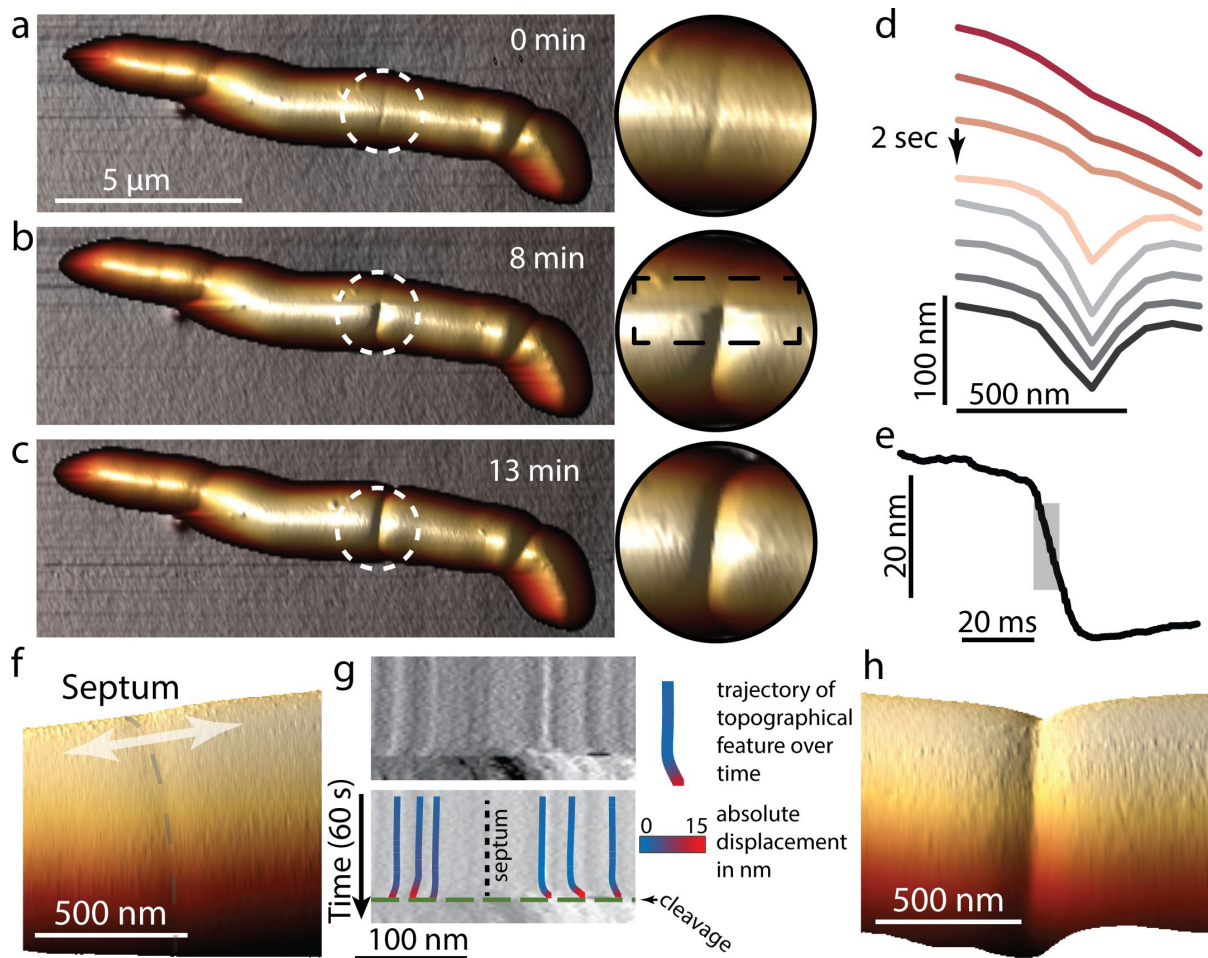 a
0 min
5 µm
b
8 min
c
13 min
d
2 sec
100 nm
500 nm
e
20 nm
20 ms
f
Septum
500 nm
g
trajectory of
topographical
feature over
time
Time (60 s)
septum
0 15
absolute
displacement
in nm
cleavage
100 nm
h
500 nm